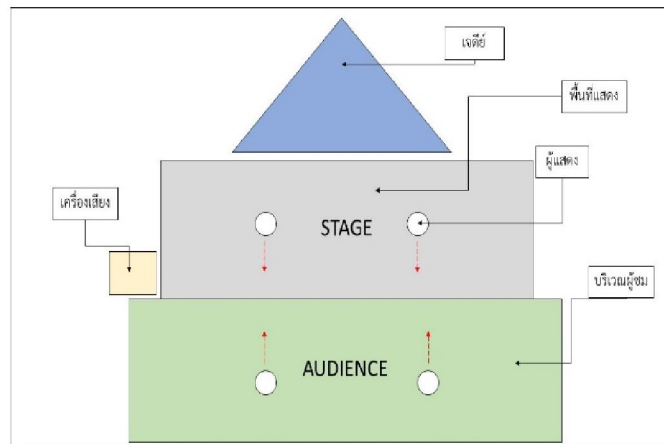 เจดีย์
พื้นที่แสดง
ผู้แสดง
เครื่องเสียง
STAGE
บริเวณผู้ชม
AUDIENCE